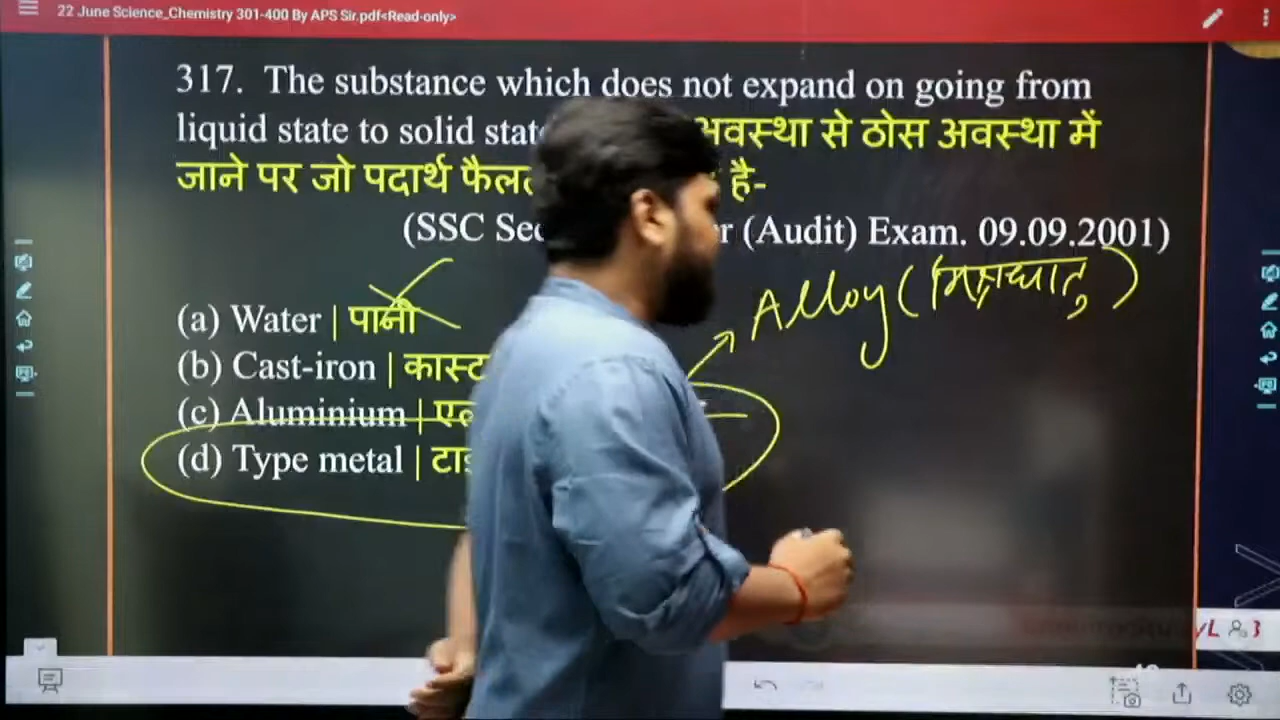 22 June Science_Chemistry 301-400 By APS Sir.pdf<Read-only>
317. The substance which does not expand on going from
liquid state to solid अवस्था से ठोस अवस्था में
जाने पर जो पदार्थ है-
(SSC (Audit) Exam. 09.09.2001)
Alloy (मिश्रधातु)
(a) Water | पानी
(b) Cast-iron |
(c) Aluminium |
(d) Type metal |